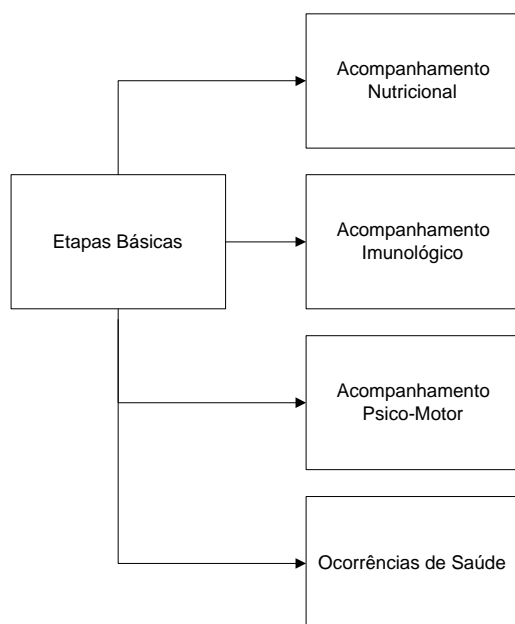 Acompanhamento
Nutricional
Etapas Básicas
Acompanhamento
Imunológico
Acompanhamento
Psico-Motor
Ocorrências de Saúde